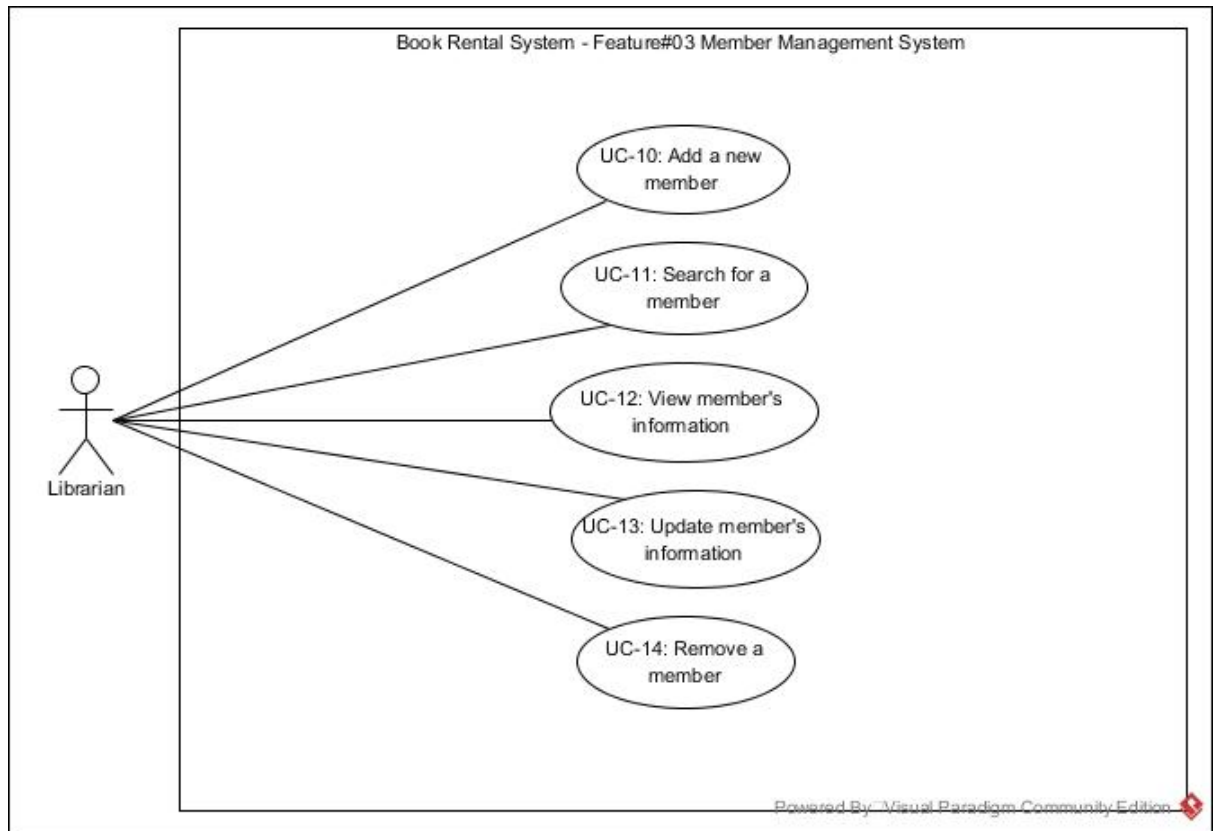 Book Rental System - Feature#03 Member Management System
UC-10: Add a new
member
UC-11: Search for a
member
UC-12: View member's
information
Librarian
UC-13: Update member's
information
UC-14: Remove a
member
Powered By Visual Paradigm Community Edition